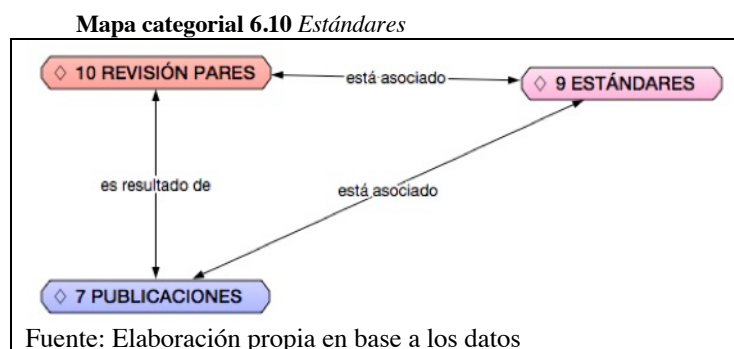 Mapa categorial 6.10 Estándares
◇ 10 REVISIÓN PARES
está asociado
◇ 9 ESTÁNDARES
es resultado de
está asociado
◇ 7 PUBLICACIONES
Fuente: Elaboración propia en base a los datos